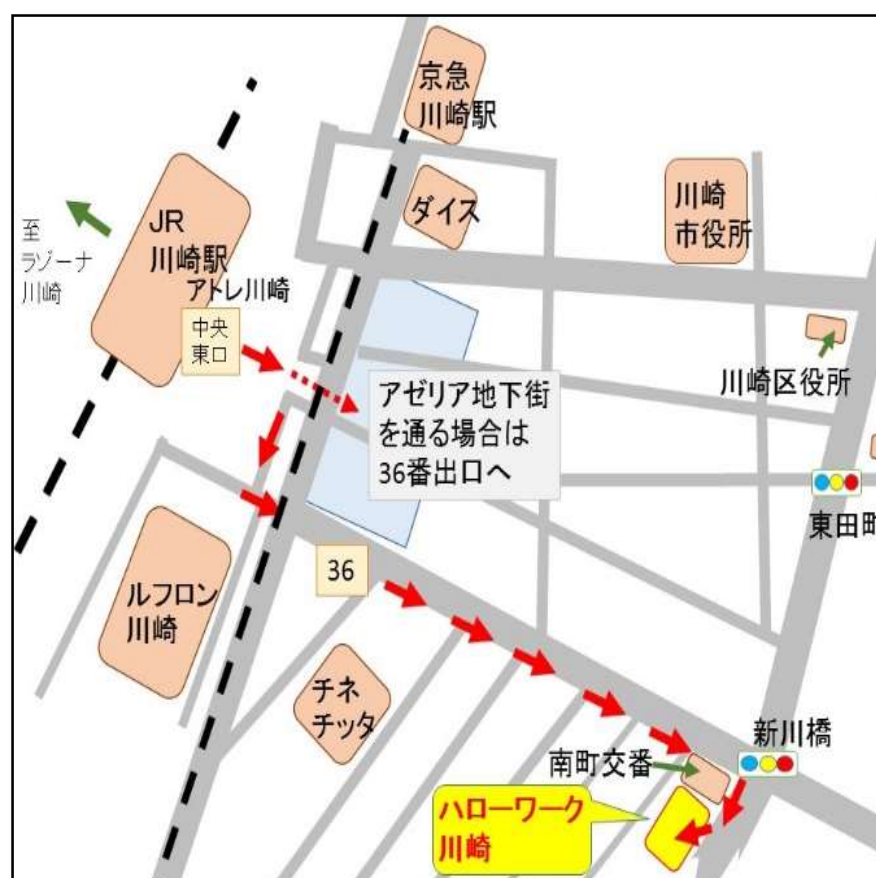 京急
川崎駅
ダイス
川崎
市役所
JR
川崎駅
アトレ川崎
至
ラゾーナ
川崎
中央
東口
川崎区役所
アゼリア地下街
を通る場合は
36番出口へ
東田町
36
ルフロン
川崎
チネ
チッタ
新川橋
南町交番
ハローワーク
川崎